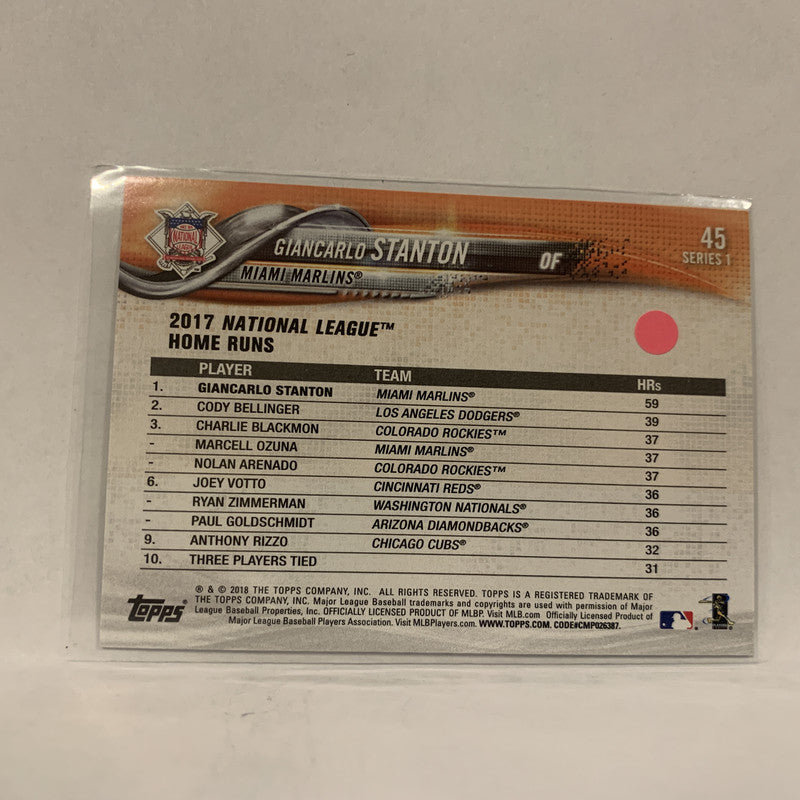 GIANCARLO STANTON OF
MIAMI MARLINS®
45
SERIES 1
NATIONAL
LEAGUE
2017 NATIONAL LEAGUE™
HOME RUNS
PLAYER TEAM HRs
1. GIANCARLO STANTON MIAMI MARLINS® 59
2. CODY BELLINGER LOS ANGELES DODGERS® 39
3. CHARLIE BLACKMON COLORADO ROCKIES™ 37
- MARCELL OZUNA MIAMI MARLINS® 37
- NOLAN ARENADO COLORADO ROCKIES™ 37
6. JOEY VOTTO CINCINNATI REDS® 36
- RYAN ZIMMERMAN WASHINGTON NATIONALS® 36
- PAUL GOLDSCHMIDT ARIZONA DIAMONDBACKS® 36
9. ANTHONY RIZZO CHICAGO CUBS® 32
10. THREE PLAYERS TIED 31
Topps®
® & © 2018 THE TOPPS COMPANY, INC. ALL RIGHTS RESERVED. TOPPS IS A REGISTERED TRADEMARK OF
THE TOPPS COMPANY, INC. Major League Baseball trademarks and copyrights are used with permission of Major
League Baseball Properties, Inc. OFFICIALLY LICENSED PRODUCT OF MLBP. Visit MLB.com Officially Licensed Product of
Major League Baseball Players Association. Visit MLBPlayers.com. WWW.TOPPS.COM. CODE#CMP026387.